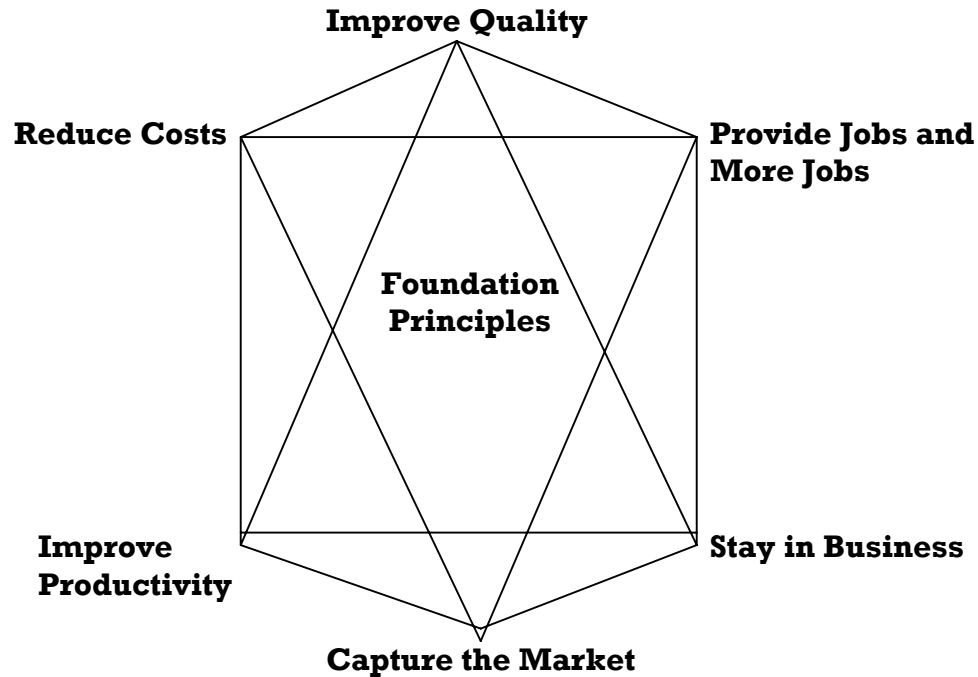 Improve Quality
Reduce Costs
Provide Jobs and
More Jobs
Foundation
Principles
Improve
Productivity
Stay in Business
Capture the Market